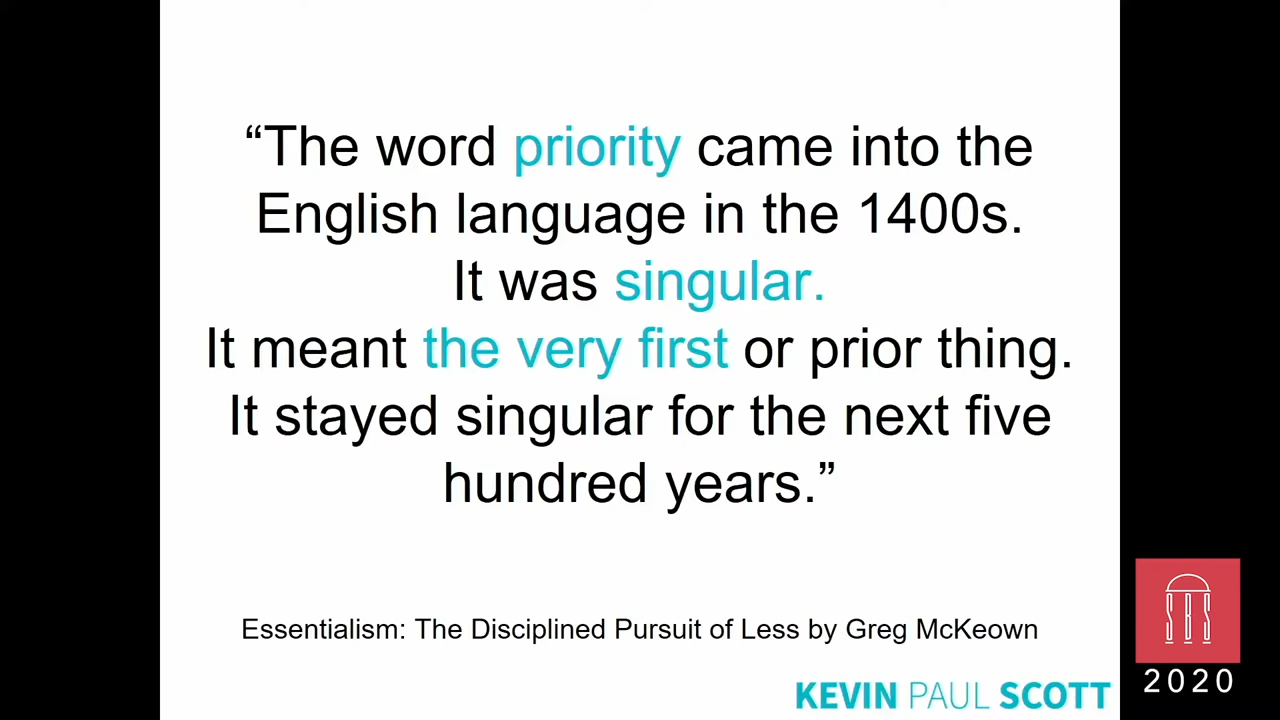 “The word priority came into the
English language in the 1400s.
It was singular.
It meant the very first or prior thing.
It stayed singular for the next five
hundred years.”
Essentialism: The Disciplined Pursuit of Less by Greg McKeown
KEVIN PAUL SCOTT
SBS
2020